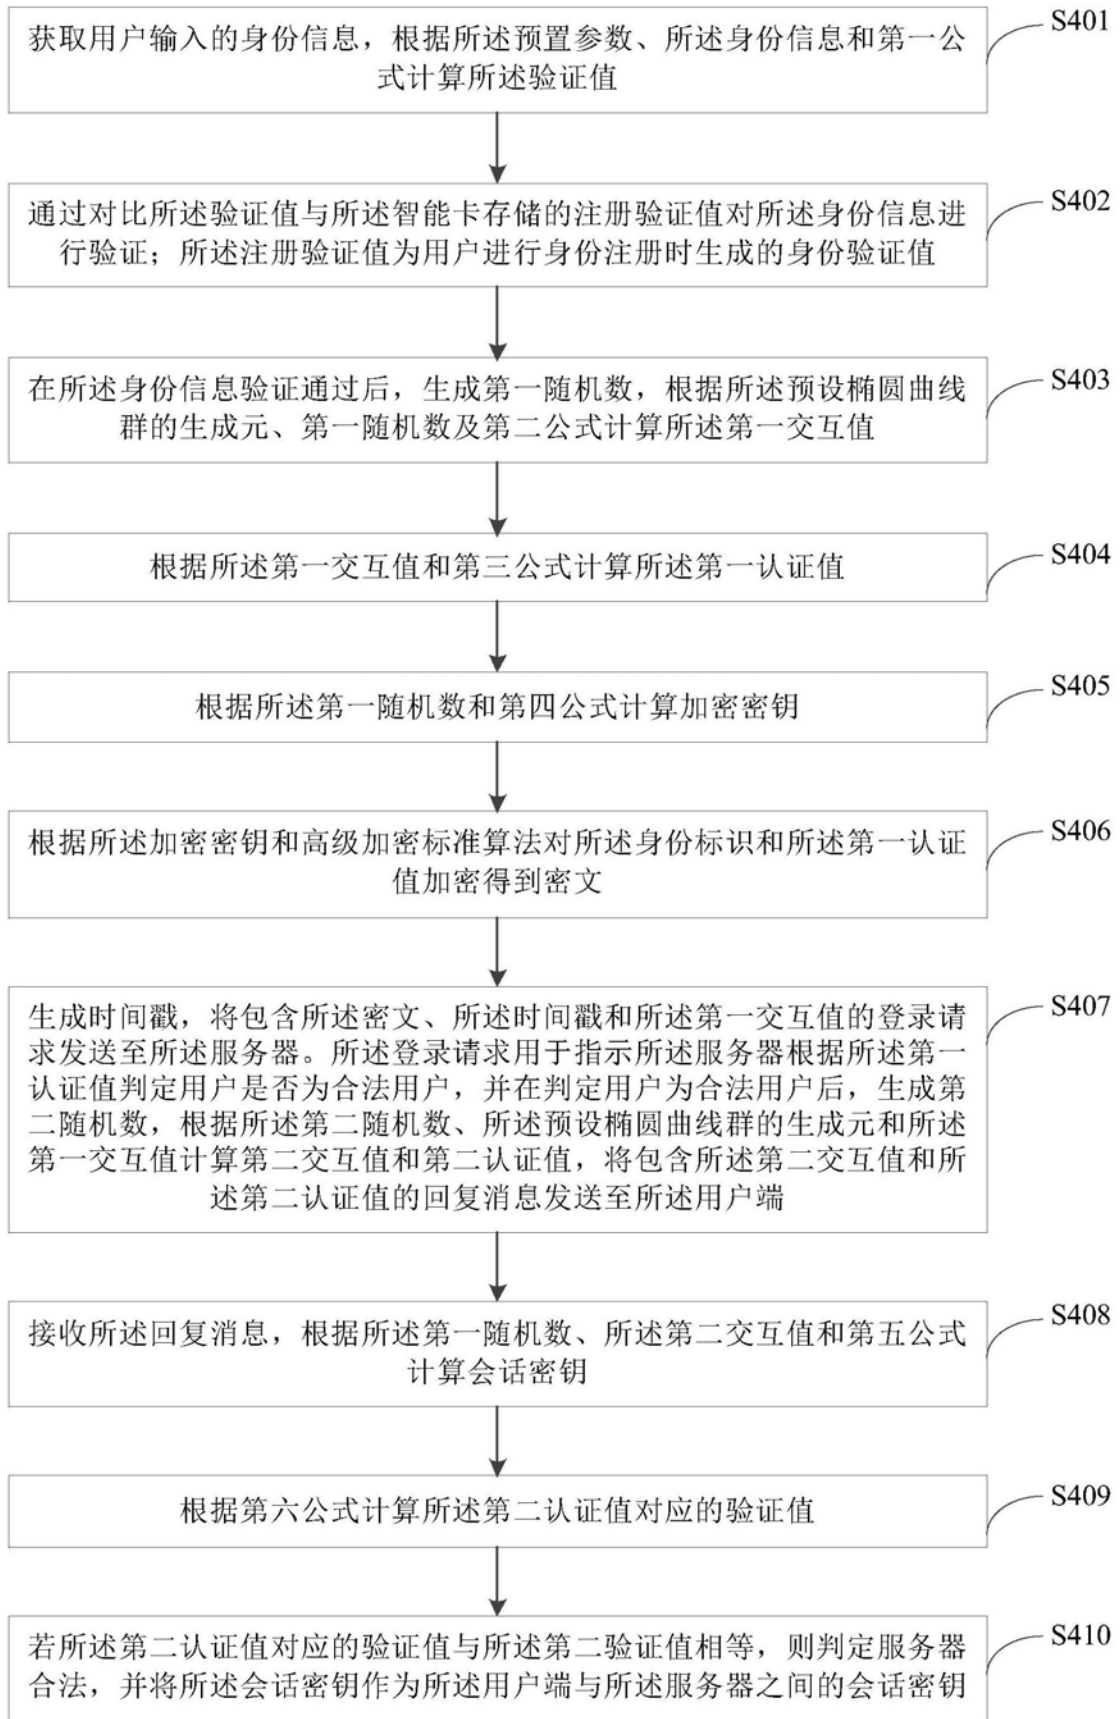 获取用户输入的身份信息，根据所述预置参数、所述身份信息和第一公
式计算所述验证值
S401
通过对比所述验证值与所述智能卡存储的注册验证值对所述身份信息进
行验证；所述注册验证值为用户进行身份注册时生成的身份验证值
S402
在所述身份信息验证通过后，生成第一随机数，根据所述预设椭圆曲线
群的生成元、第一随机数及第二公式计算所述第一交互值
S403
根据所述第一交互值和第三公式计算所述第一认证值
S404
根据所述第一随机数和第四公式计算加密密钥
S405
根据所述加密密钥和高级加密标准算法对所述身份标识和所述第一认证
值加密得到密文
S406
生成时间戳，将包含所述密文、所述时间戳和所述第一交互值的登录请
求发送至所述服务器。所述登录请求用于指示所述服务器根据所述第一
认证值判定用户是否为合法用户，并在判定用户为合法用户后，生成第
二随机数，根据所述第二随机数、所述预设椭圆曲线群的生成元和所述
第一交互值计算第二交互值和第二认证值，将包含所述第二交互值和所
述第二认证值的回复消息发送至所述用户端
S407
接收所述回复消息，根据所述第一随机数、所述第二交互值和第五公式
计算会话密钥
S408
根据第六公式计算所述第二认证值对应的验证值
S409
若所述第二认证值对应的验证值与所述第二验证值相等，则判定服务器
合法，并将所述会话密钥作为所述用户端与所述服务器之间的会话密钥
S410